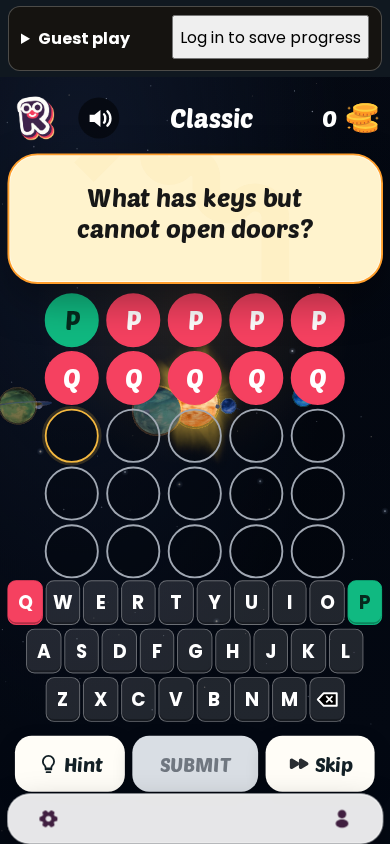 ▶ Guest play
Log in to save progress
R
Classic
0
What has keys but
cannot open doors?
P P P P P
Q Q Q Q Q
Q W E R T Y U I O P
A S D F G H J K L
Z X C V B N M
Hint
SUBMIT
Skip